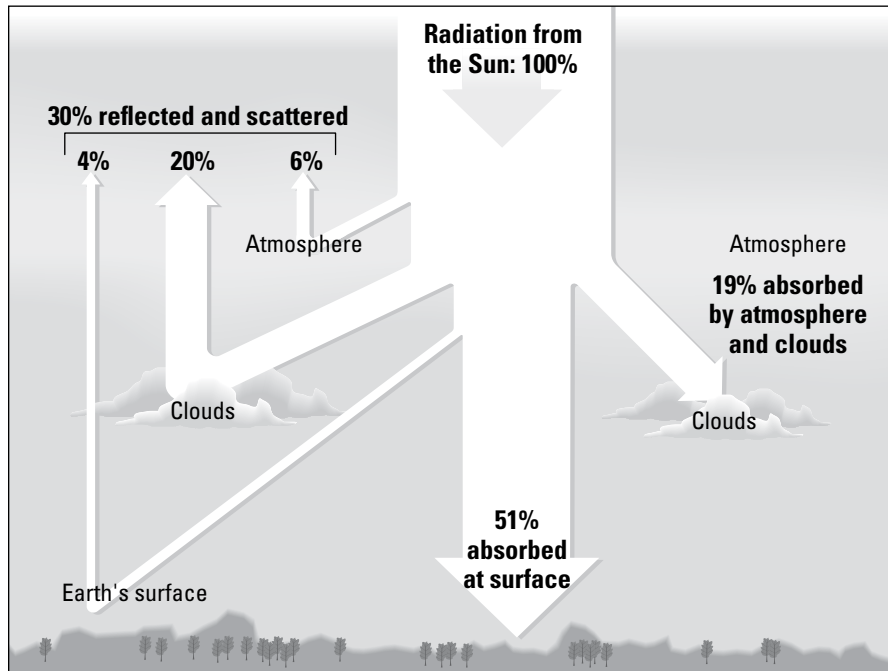 Radiation from
the Sun: 100%
30% reflected and scattered
4%
20%
6%
Atmosphere
Atmosphere
19% absorbed
by atmosphere
and clouds
Clouds
Clouds
51%
absorbed
at surface
Earth's surface